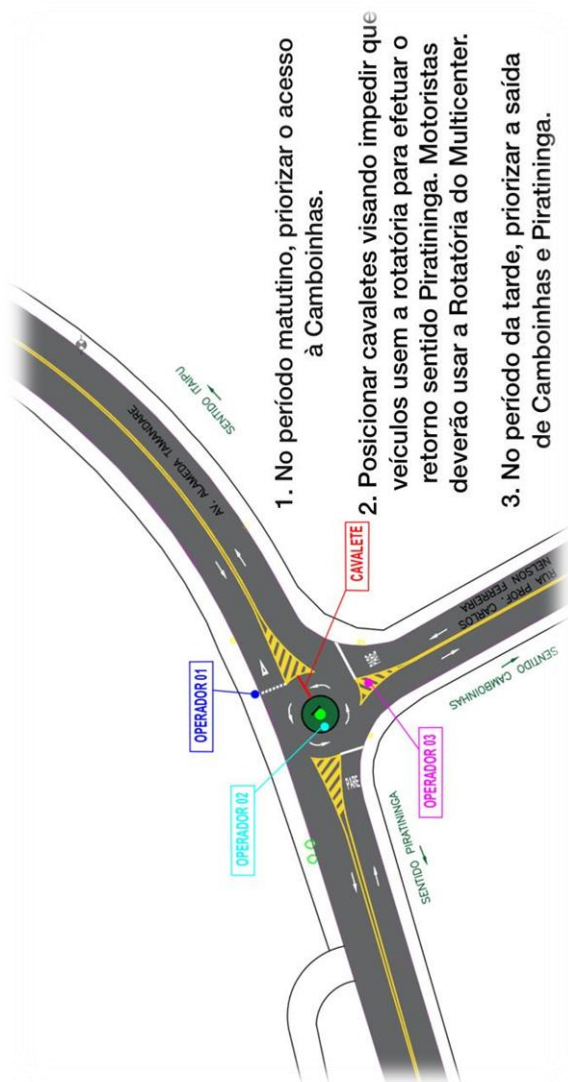 1. No período matutino, priorizar o acesso
à Camboinhas.
2. Posicionar cavaletes visando impedir que
veículos usem a rotatória para efetuar o
retorno sentido Piratininga. Motoristas
deverão usar a Rotatória do Multicenter.
3. No período da tarde, priorizar a saída
de Camboinhas e Piratininga.
SENTIDO ITAIPU
AV. ALAMEDA TAMANDARE
CAVALETE
OPERADOR 01
OPERADOR 02
OPERADOR 03
PARE
PARE
RUA PROF. CARLOS
NELSON FERREIRA
SENTIDO CAMBOINHAS
SENTIDO PIRATININGA